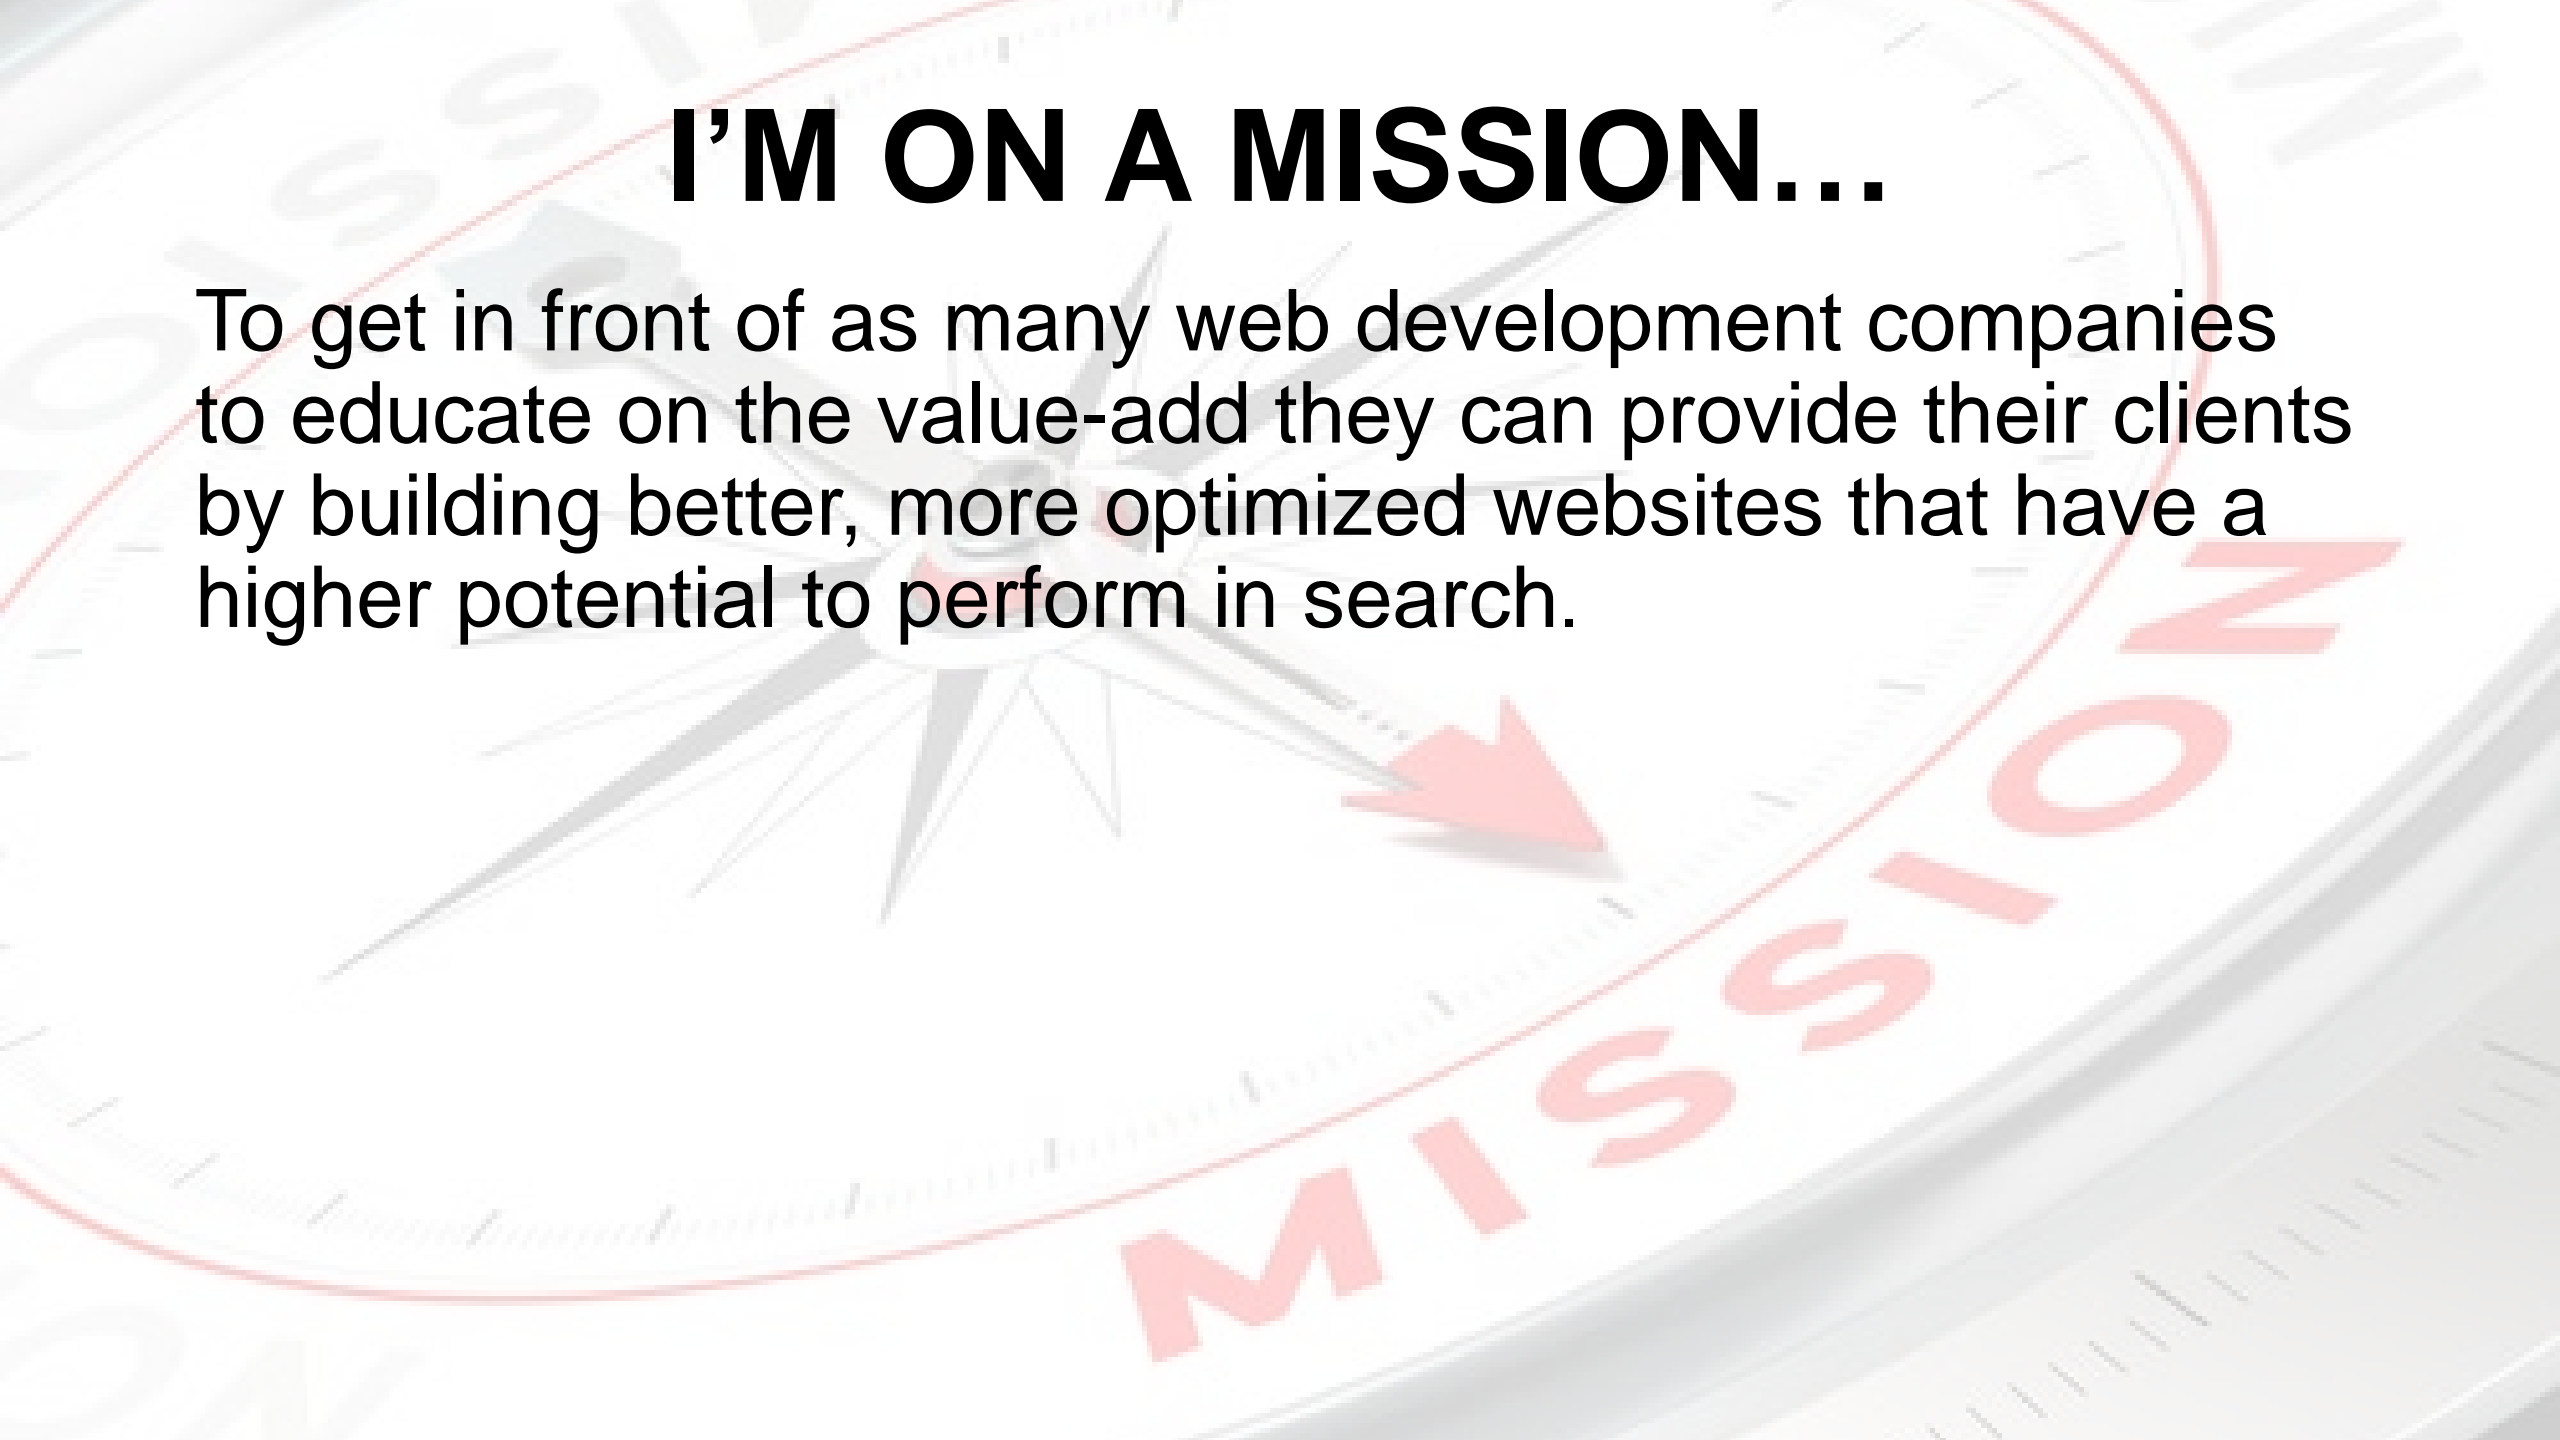 I’M ON A MISSION…
To get in front of as many web development companies
to educate on the value-add they can provide their clients
by building better, more optimized websites that have a
higher potential to perform in search.
MISSION